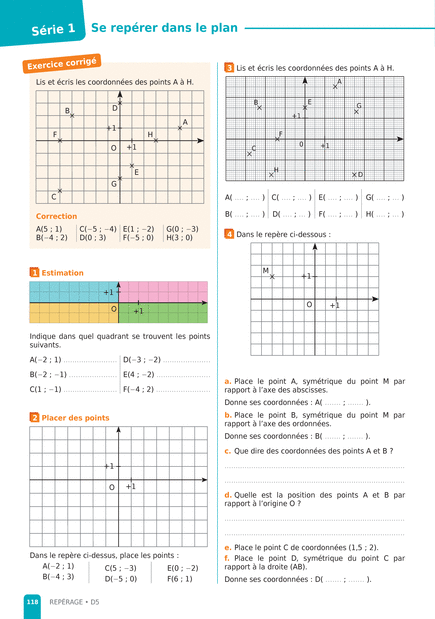 Série 1
Se repérer dans le plan
Exercice corrigé
Lis et écris les coordonnées des points A à H.
D
B
A
+1
F
H
O
+1
E
G
C
Correction
A(5 ; 1) C(−5 ; −4) E(1 ; −2) G(0 ; −3)
B(−4 ; 2) D(0 ; 3) F(−5 ; 0) H(3 ; 0)
1 Estimation
+1
O
+1
Indique dans quel quadrant se trouvent les points
suivants.
A(−2 ; 1) .................... D(−3 ; −2) ....................
B(−2 ; −1) .................... E(4 ; −2) ....................
C(1 ; −1) .................... F(−4 ; 2) ....................
2 Placer des points
+1
O
+1
Dans le repère ci-dessus, place les points :
A(−2 ; 1) C(5 ; −3) E(0 ; −2)
B(−4 ; 3) D(−5 ; 0) F(6 ; 1)
3 Lis et écris les coordonnées des points A à H.
A
B
E
G
+1
F
0
+1
C
H
D
A( .... ; .... ) C( .... ; .... ) E( .... ; .... ) G( .... ; .... )
B( .... ; .... ) D( .... ; .... ) F( .... ; .... ) H( .... ; .... )
4 Dans le repère ci-dessous :
M
+1
O
+1
a. Place le point A, symétrique du point M par
rapport à l'axe des abscisses.
Donne ses coordonnées : A( ....... ; ....... ).
b. Place le point B, symétrique du point M par
rapport à l'axe des ordonnées.
Donne ses coordonnées : B( ....... ; ....... ).
c. Que dire des coordonnées des points A et B ?
d. Quelle est la position des points A et B par
rapport à l'origine O ?
e. Place le point C de coordonnées (1,5 ; 2).
f. Place le point D, symétrique du point C par
rapport à la droite (AB).
Donne ses coordonnées : D( ....... ; ....... ).
118 REPÉRAGE • D5